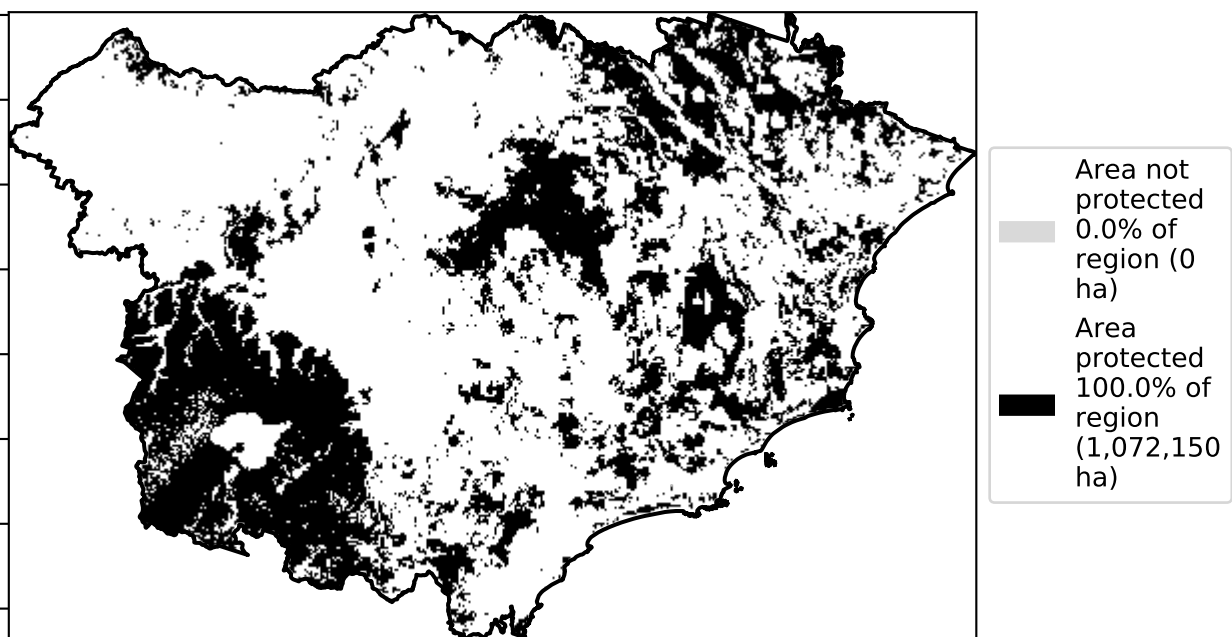 Area not
protected
0.0% of
region (0
ha)
Area
protected
100.0% of
region
(1,072,150
ha)